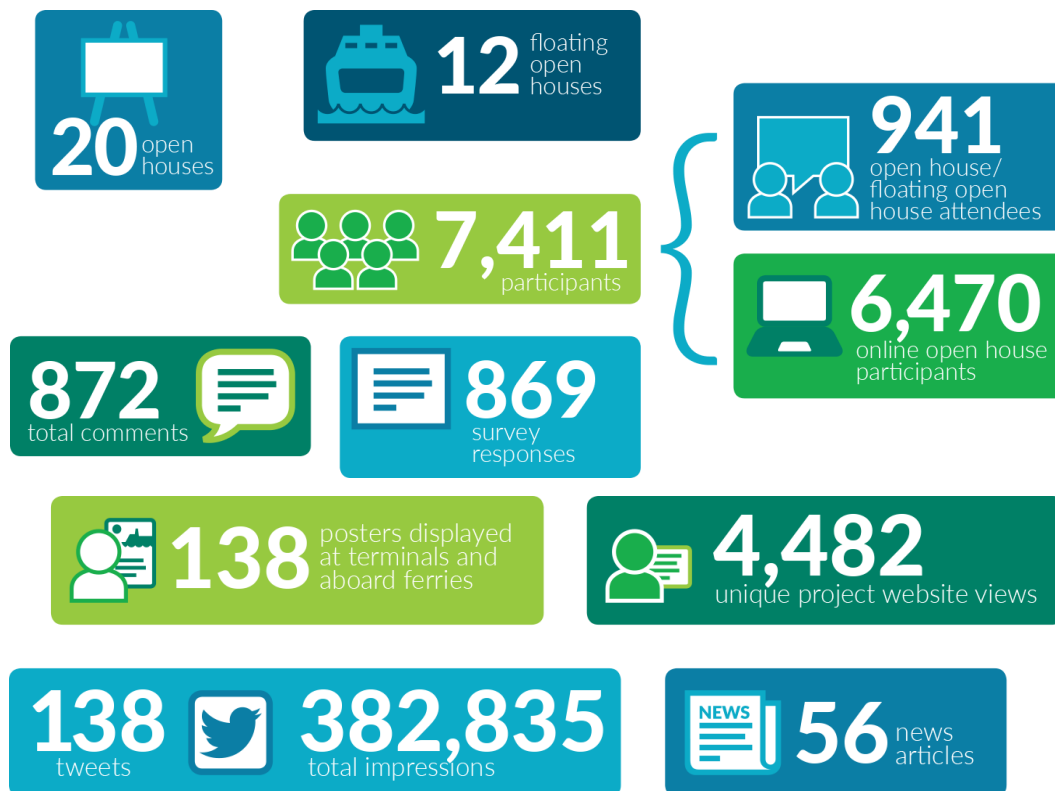 20
open
houses
12
floating
open
houses
941
open house/
floating open
house attendees
7,411
participants
6,470
online open house
participants
872
total comments
869
survey
responses
138
posters displayed
at terminals and
aboard ferries
4,482
unique project website views
138
tweets
382,835
total impressions
NEWS
56
news
articles